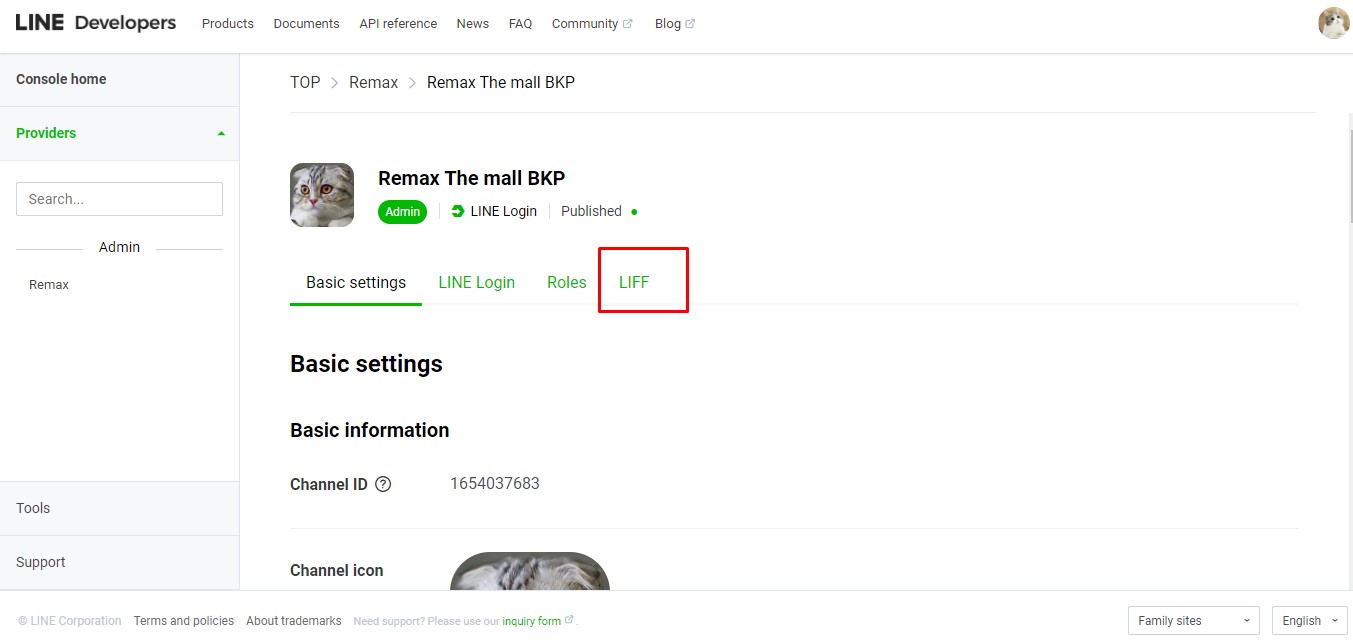 LINE Developers Products Documents API reference News FAQ Community Blog
Console home
Providers
Search...
Admin
Remax
Tools
Support
TOP > Remax > Remax The mall BKP
Remax The mall BKP
Admin LINE Login Published
Basic settings LINE Login Roles LIFF
Basic settings
Basic information
Channel ID ? 1654037683
Channel icon
© LINE Corporation Terms and policies About trademarks Need support? Please use our inquiry form . Family sites English